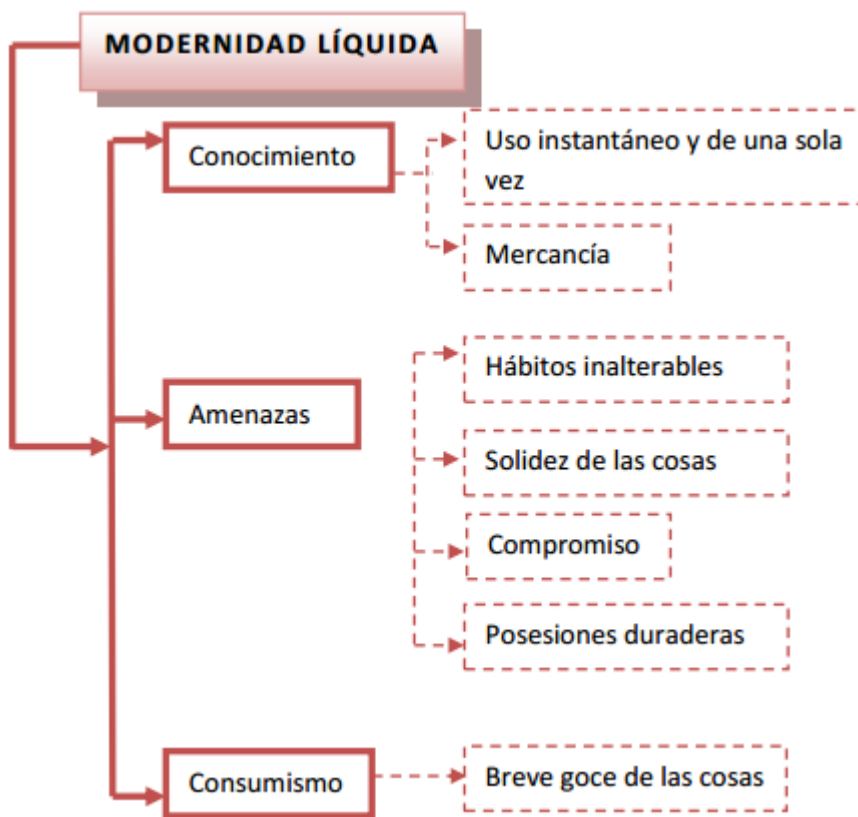 MODERNIDAD LÍQUIDA
Conocimiento
Uso instantáneo y de una sola
vez
Mercancía
Amenazas
Hábitos inalterables
Solidez de las cosas
Compromiso
Posesiones duraderas
Consumismo
Breve goce de las cosas